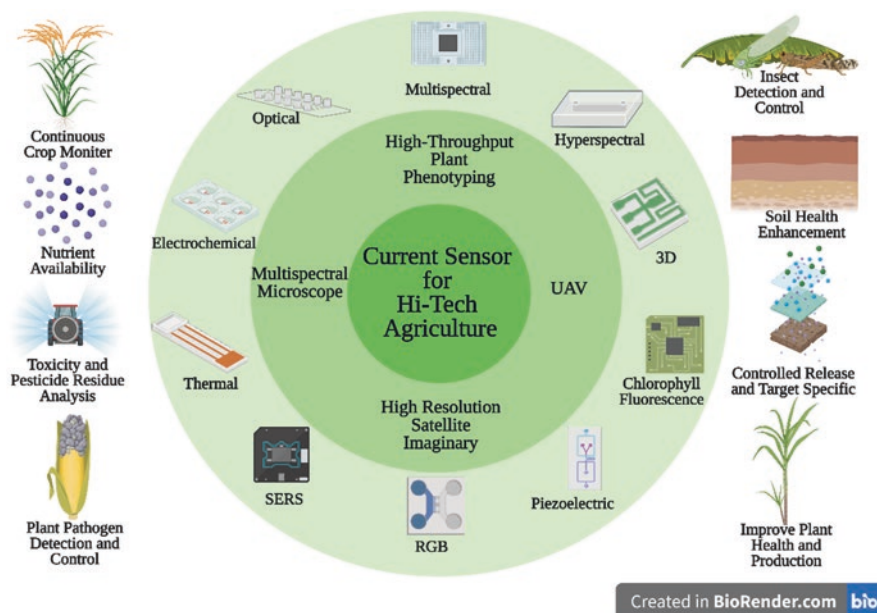 Continuous
Crop Moniter
Nutrient
Availability
Toxicity and
Pesticide Residue
Analysis
Plant Pathogen
Detection and
Control
Multispectral
Optical
Hyperspectral
Electrochemical
3D
Thermal
Chlorophyll
Fluorescence
SERS
Piezoelectric
RGB
High-Throughput
Plant
Phenotyping
Multispectral
Microscope
UAV
High Resolution
Satellite
Imaginary
Current Sensor
for
Hi-Tech
Agriculture
Insect
Detection and
Control
Soil Health
Enhancement
Controlled Release
and Target Specific
Improve Plant
Health and
Production
Created in BioRender.com bio